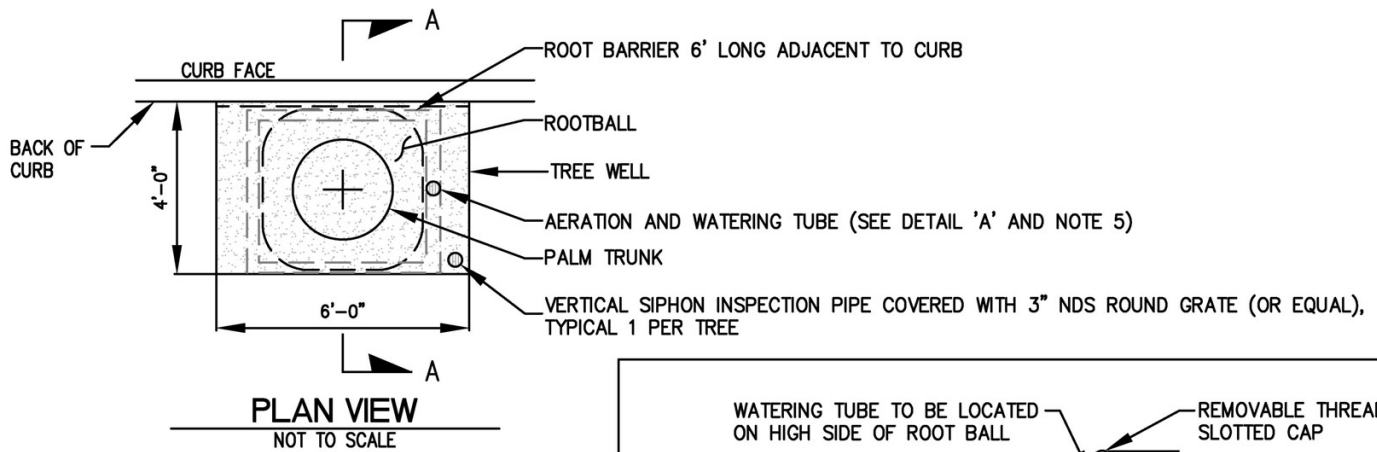 A
ROOT BARRIER 6' LONG ADJACENT TO CURB
CURB FACE
ROOTBALL
BACK OF
CURB
4'-0"
TREE WELL
AERATION AND WATERING TUBE (SEE DETAIL 'A' AND NOTE 5)
PALM TRUNK
6'-0"
VERTICAL SIPHON INSPECTION PIPE COVERED WITH 3" NDS ROUND GRATE (OR EQUAL),
TYPICAL 1 PER TREE
A
PLAN VIEW
NOT TO SCALE
WATERING TUBE TO BE LOCATED
ON HIGH SIDE OF ROOT BALL
REMOVABLE
SLOTTED CAP